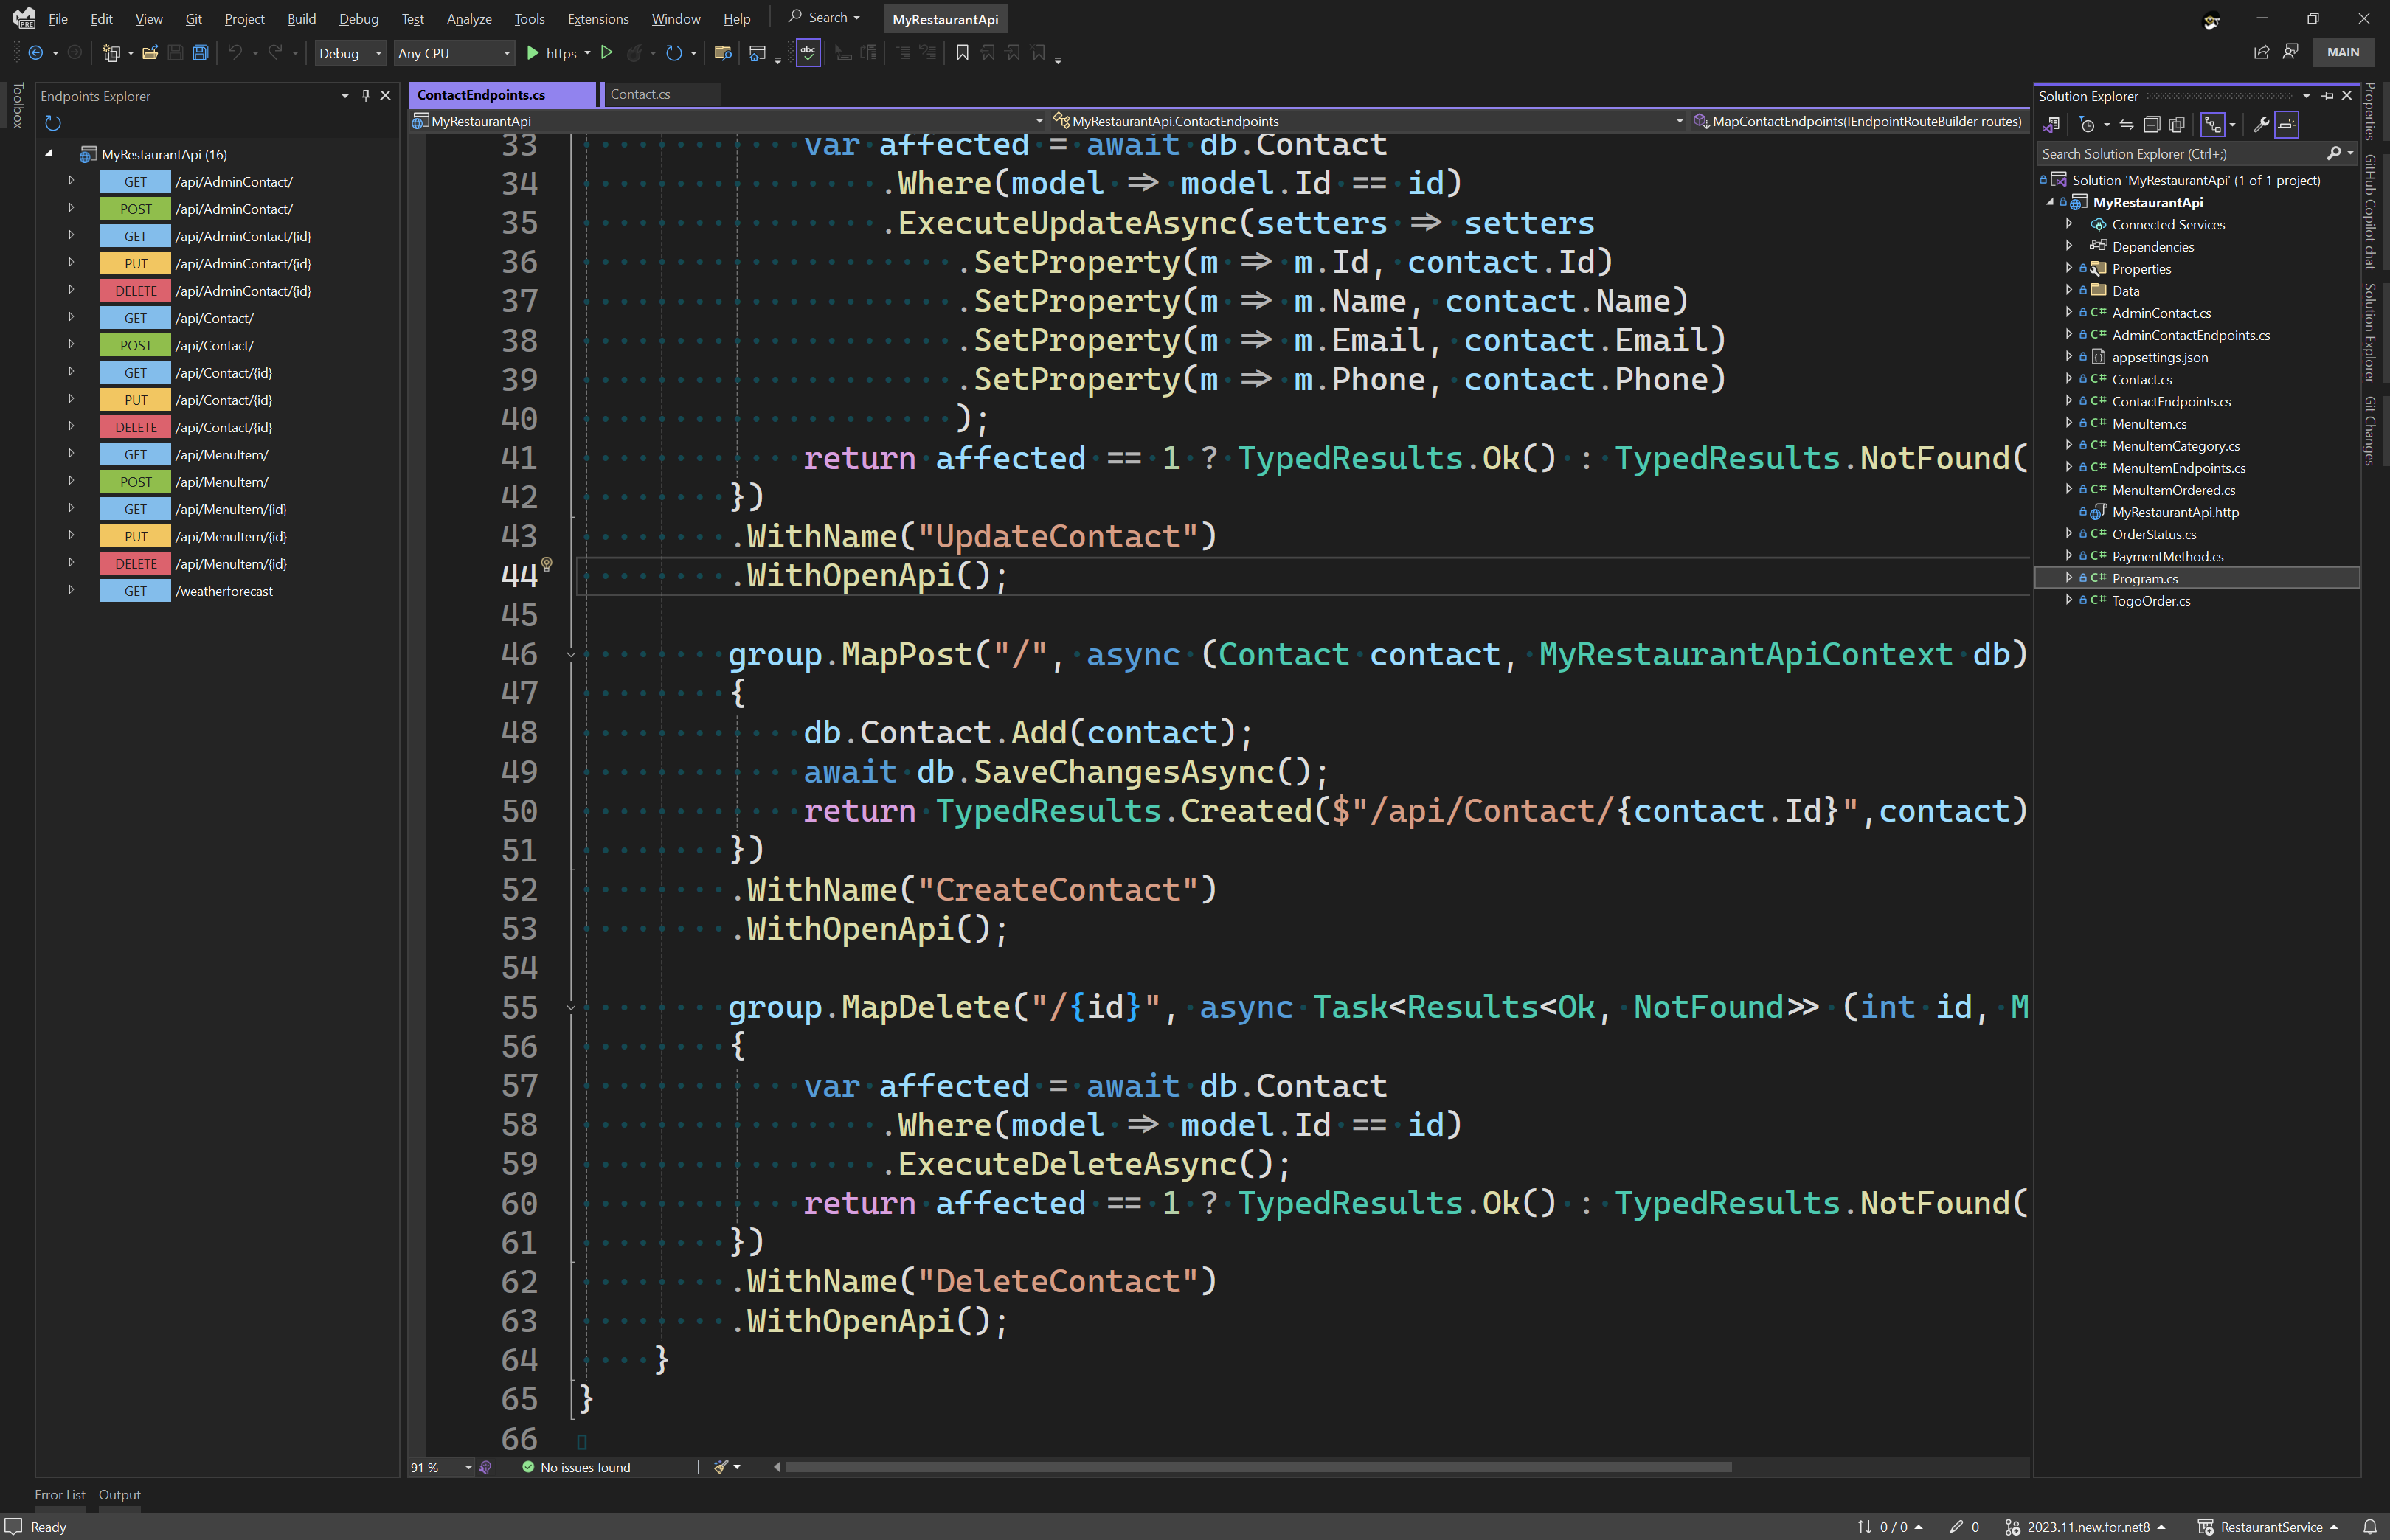 File Edit View Git Project Build Debug Test Analyze Tools Extensions Window Help Search MyRestaurantApi
PRE
Debug Any CPU https abc MAIN
Toolbox
Endpoints Explorer
MyRestaurantApi (16)
GET /api/AdminContact/
POST /api/AdminContact/
GET /api/AdminContact/{id}
PUT /api/AdminContact/{id}
DELETE /api/AdminContact/{id}
GET /api/Contact/
POST /api/Contact/
GET /api/Contact/{id}
PUT /api/Contact/{id}
DELETE /api/Contact/{id}
GET /api/MenuItem/
POST /api/MenuItem/
GET /api/MenuItem/{id}
PUT /api/MenuItem/{id}
DELETE /api/MenuItem/{id}
GET /weatherforecast
ContactEndpoints.cs Contact.cs
MyRestaurantApi MyRestaurantApi.ContactEndpoints MapContactEndpoints(IEndpointRouteBuilder routes)
33 var affected = await db.Contact
34 .Where(model => model.Id == id)
35 .ExecuteUpdateAsync(setters => setters
36 .SetProperty(m => m.Id, contact.Id)
37 .SetProperty(m => m.Name, contact.Name)
38 .SetProperty(m => m.Email, contact.Email)
39 .SetProperty(m => m.Phone, contact.Phone)
40 );
41 return affected == 1 ? TypedResults.Ok() : TypedResults.NotFound(
42 })
43 .WithName("UpdateContact")
44 .WithOpenApi();
45
46 group.MapPost("/", async (Contact contact, MyRestaurantApiContext db)
47 {
48 db.Contact.Add(contact);
49 await db.SaveChangesAsync();
50 return TypedResults.Created($"/api/Contact/{contact.Id}",contact)
51 })
52 .WithName("CreateContact")
53 .WithOpenApi();
54
55 group.MapDelete("/{id}", async Task<Results<Ok, NotFound>> (int id, M
56 {
57 var affected = await db.Contact
58 .Where(model => model.Id == id)
59 .ExecuteDeleteAsync();
60 return affected == 1 ? TypedResults.Ok() : TypedResults.NotFound(
61 })
62 .WithName("DeleteContact")
63 .WithOpenApi();
64 }
65 }
66
91 % No issues found
Solution Explorer
Search Solution Explorer (Ctrl+;)
Solution 'MyRestaurantApi' (1 of 1 project)
MyRestaurantApi
Connected Services
Dependencies
Properties
Data
C# AdminContact.cs
C# AdminContactEndpoints.cs
appsettings.json
C# Contact.cs
C# ContactEndpoints.cs
C# MenuItem.cs
C# MenuItemCategory.cs
C# MenuItemEndpoints.cs
C# MenuItemOrdered.cs
MyRestaurantApi.http
C# OrderStatus.cs
C# PaymentMethod.cs
C# Program.cs
C# TogoOrder.cs
Properties
GitHub Copilot chat
Solution Explorer
Git Changes
Error List Output
Ready 0 / 0 0 2023.11.new.for.net8 RestaurantService